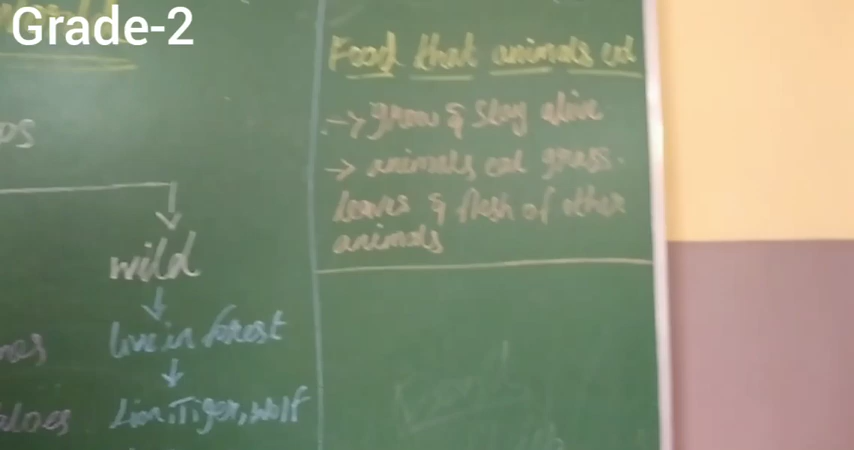 Grade-2
Food that animals eat
→ grow & stay alive
→ animals eat grass.
leaves & flesh of other
animals
wild
live in forest
Lion, Tiger, wolf